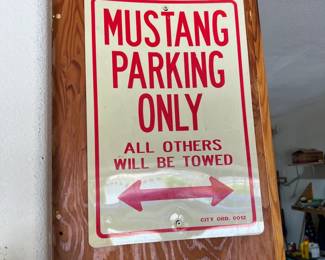 MUSTANG
PARKING
ONLY
ALL OTHERS
WILL BE TOWED
CITY ORD. 0012